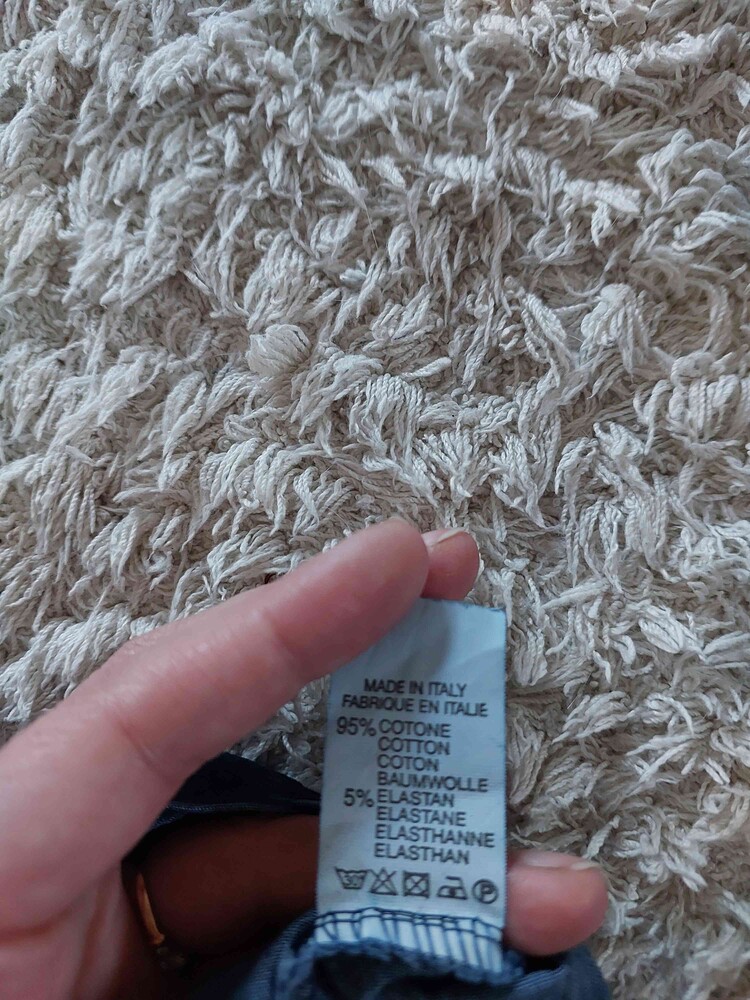 MADE IN ITALY
FABRIQUE EN ITALIE
95% COTONE
COTTON
COTON
BAUMWOLLE
5% ELASTAN
ELASTANE
ELASTHANNE
ELASTHAN
P